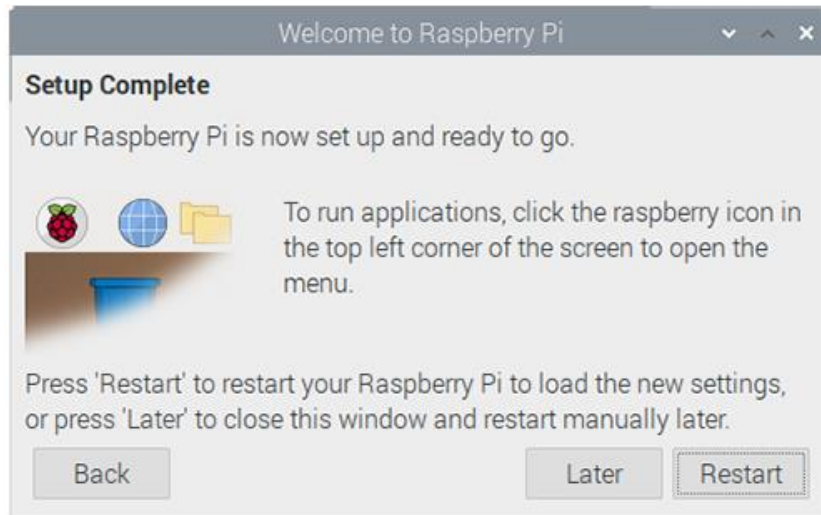 Welcome to Raspberry Pi
Setup Complete
Your Raspberry Pi is now set up and ready to go.
To run applications, click the raspberry icon in
the top left corner of the screen to open the
menu.
Press 'Restart' to restart your Raspberry Pi to load the new settings,
or press 'Later' to close this window and restart manually later.
Back
Later
Restart